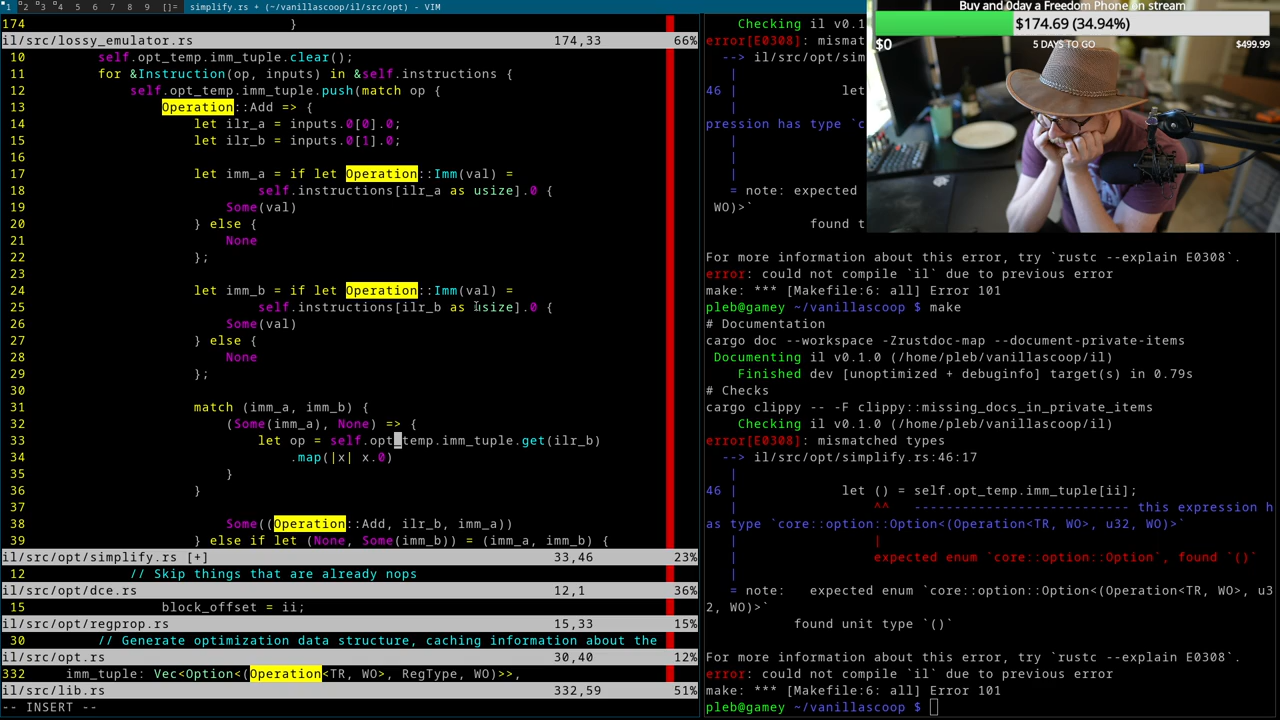 1 2 3 4 5 6 7 8 9 []= simplify.rs + (~/vanillascoop/il/src/opt) - VIM
174 }
il/src/lossy_emulator.rs 174,33 66%
10 self.opt_temp.imm_tuple.clear();
11 for &Instruction(op, inputs) in &self.instructions {
12 self.opt_temp.imm_tuple.push(match op {
13 Operation::Add => {
14 let ilr_a = inputs.0[0].0;
15 let ilr_b = inputs.0[1].0;
16
17 let imm_a = if let Operation::Imm(val) =
18 self.instructions[ilr_a as usize].0 {
19 Some(val)
20 } else {
21 None
22 };
23
24 let imm_b = if let Operation::Imm(val) =
25 self.instructions[ilr_b as usize].0 {
26 Some(val)
27 } else {
28 None
29 };
30
31 match (imm_a, imm_b) {
32 (Some(imm_a), None) => {
33 let op = self.opt_temp.imm_tuple.get(ilr_b)
34 .map(|x| x.0)
35 }
36 }
37
38 Some((Operation::Add, ilr_b, imm_a))
39 } else if let (None, Some(imm_b)) = (imm_a, imm_b) {
il/src/opt/simplify.rs [+] 33,46 23%
12 // Skip things that are already nops
il/src/opt/dce.rs 12,1 36%
15 block_offset = ii;
il/src/opt/regprop.rs 15,33 15%
30 // Generate optimization data structure, caching information about the
il/src/opt.rs 30,40 12%
332 imm_tuple: Vec<Option<(Operation<TR, WO>, RegType, WO)>>,
il/src/lib.rs 332,59 51%
-- INSERT --
Checking il v0.1
error[E0308]: mismat
--> il/src/opt/sim
|
46 | let
|
pression has type `c
|
|
|
= note: expected
WO)>`
found t
For more information about this error, try `rustc --explain E0308`.
error: could not compile `il` due to previous error
make: *** [Makefile:6: all] Error 101
pleb@gamey ~/vanillascoop $ make
# Documentation
cargo doc --workspace -Zrustdoc-map --document-private-items
Documenting il v0.1.0 (/home/pleb/vanillascoop/il)
Finished dev [unoptimized + debuginfo] target(s) in 0.79s
# Checks
cargo clippy -- -F clippy::missing_docs_in_private_items
Checking il v0.1.0 (/home/pleb/vanillascoop/il)
error[E0308]: mismatched types
--> il/src/opt/simplify.rs:46:17
|
46 | let () = self.opt_temp.imm_tuple[ii];
| ^^ --------------------------- this expression h
as type `core::option::Option<(Operation<TR, WO>, u32, WO)>`
| |
| expected enum `core::option::Option`, found `()`
|
= note: expected enum `core::option::Option<(Operation<TR, WO>, u3
2, WO)>`
found unit type `()`
For more information about this error, try `rustc --explain E0308`.
error: could not compile `il` due to previous error
make: *** [Makefile:6: all] Error 101
pleb@gamey ~/vanillascoop $
Buy and 0day a Freedom Phone on stream
$174.69 (34.94%)
$0 5 DAYS TO GO $499.99